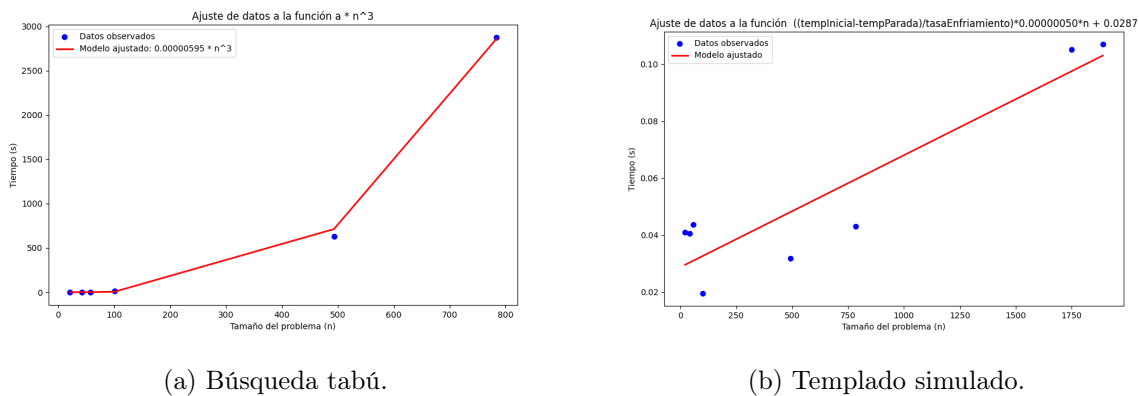 Ajuste de datos a la función a * n^3
Datos observados
Modelo ajustado: 0.00000595 * n^3
3000
2500
2000
1500
1000
500
0
Tiempo (s)
0 100 200 300 400 500 600 700 800
Tamaño del problema (n)
(a) Búsqueda tabú.
Ajuste de datos a la función ((tempInicial-tempParada)/tasaEnfriamiento)*0.00000050*n + 0.0287
Datos observados
Modelo ajustado
0.10
0.08
0.06
0.04
0.02
Tiempo (s)
0 250 500 750 1000 1250 1500 1750
Tamaño del problema (n)
(b) Templado simulado.